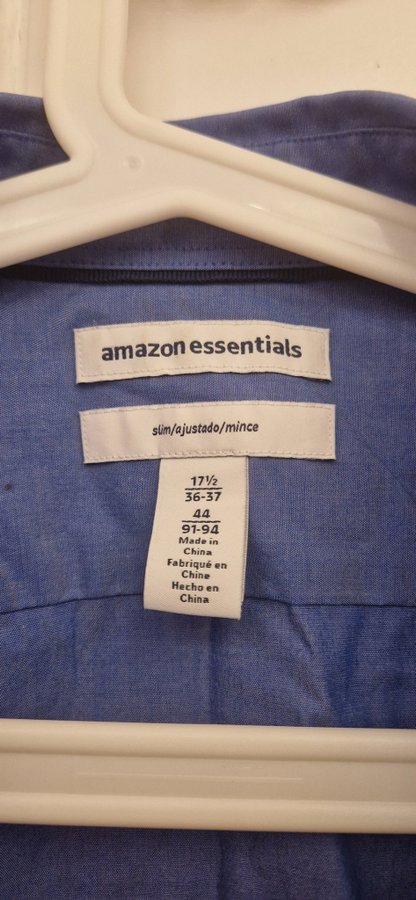 amazon essentials
slim/ajustado/mince
17½
36-37
44
91-94
Made in
China
Fabriqué en
Chine
Hecho en
China